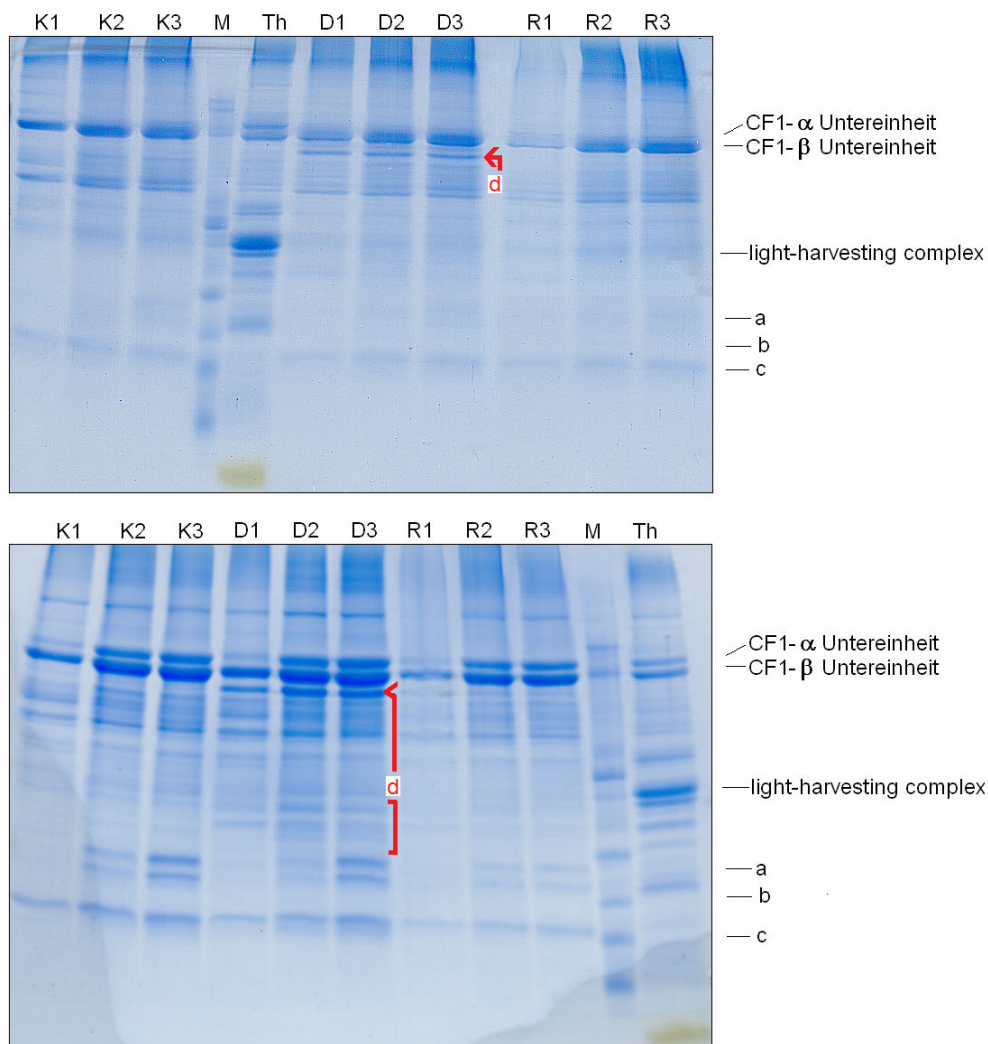 K1 K2 K3 M Th D1 D2 D3 R1 R2 R3
CF1-α Untereinheit
CF1-β Untereinheit
d
light-harvesting complex
a
b
c
K1 K2 K3 D1 D2 D3 R1 R2 R3 M Th
CF1-α Untereinheit
CF1-β Untereinheit
d
light-harvesting complex
a
b
c